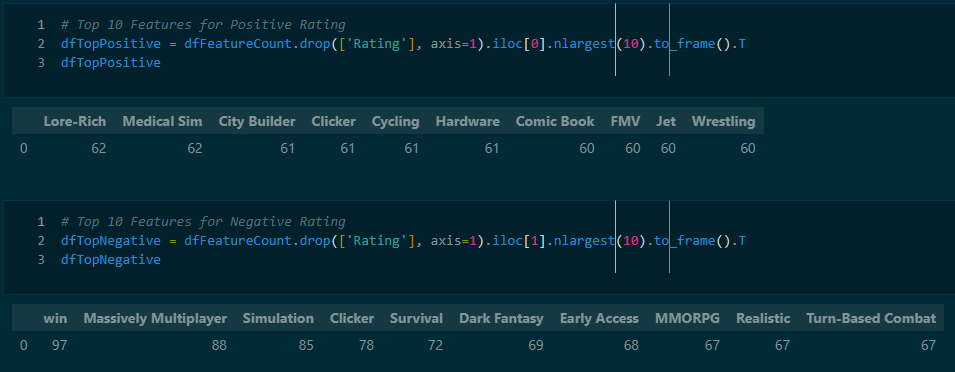 1 # Top 10 Features for Positive Rating
2 dfTopPositive = dfFeatureCount.drop(['Rating'], axis=1).iloc[0].nlargest(10).to_frame().T
3 dfTopPositive
Lore-Rich Medical Sim City Builder Clicker Cycling Hardware Comic Book FMV Jet Wrestling
0 62 62 61 61 61 61 60 60 60 60
1 # Top 10 Features for Negative Rating
2 dfTopNegative = dfFeatureCount.drop(['Rating'], axis=1).iloc[1].nlargest(10).to_frame().T
3 dfTopNegative
win Massively Multiplayer Simulation Clicker Survival Dark Fantasy Early Access MMORPG Realistic Turn-Based Combat
0 97 88 85 78 72 69 68 67 67 67